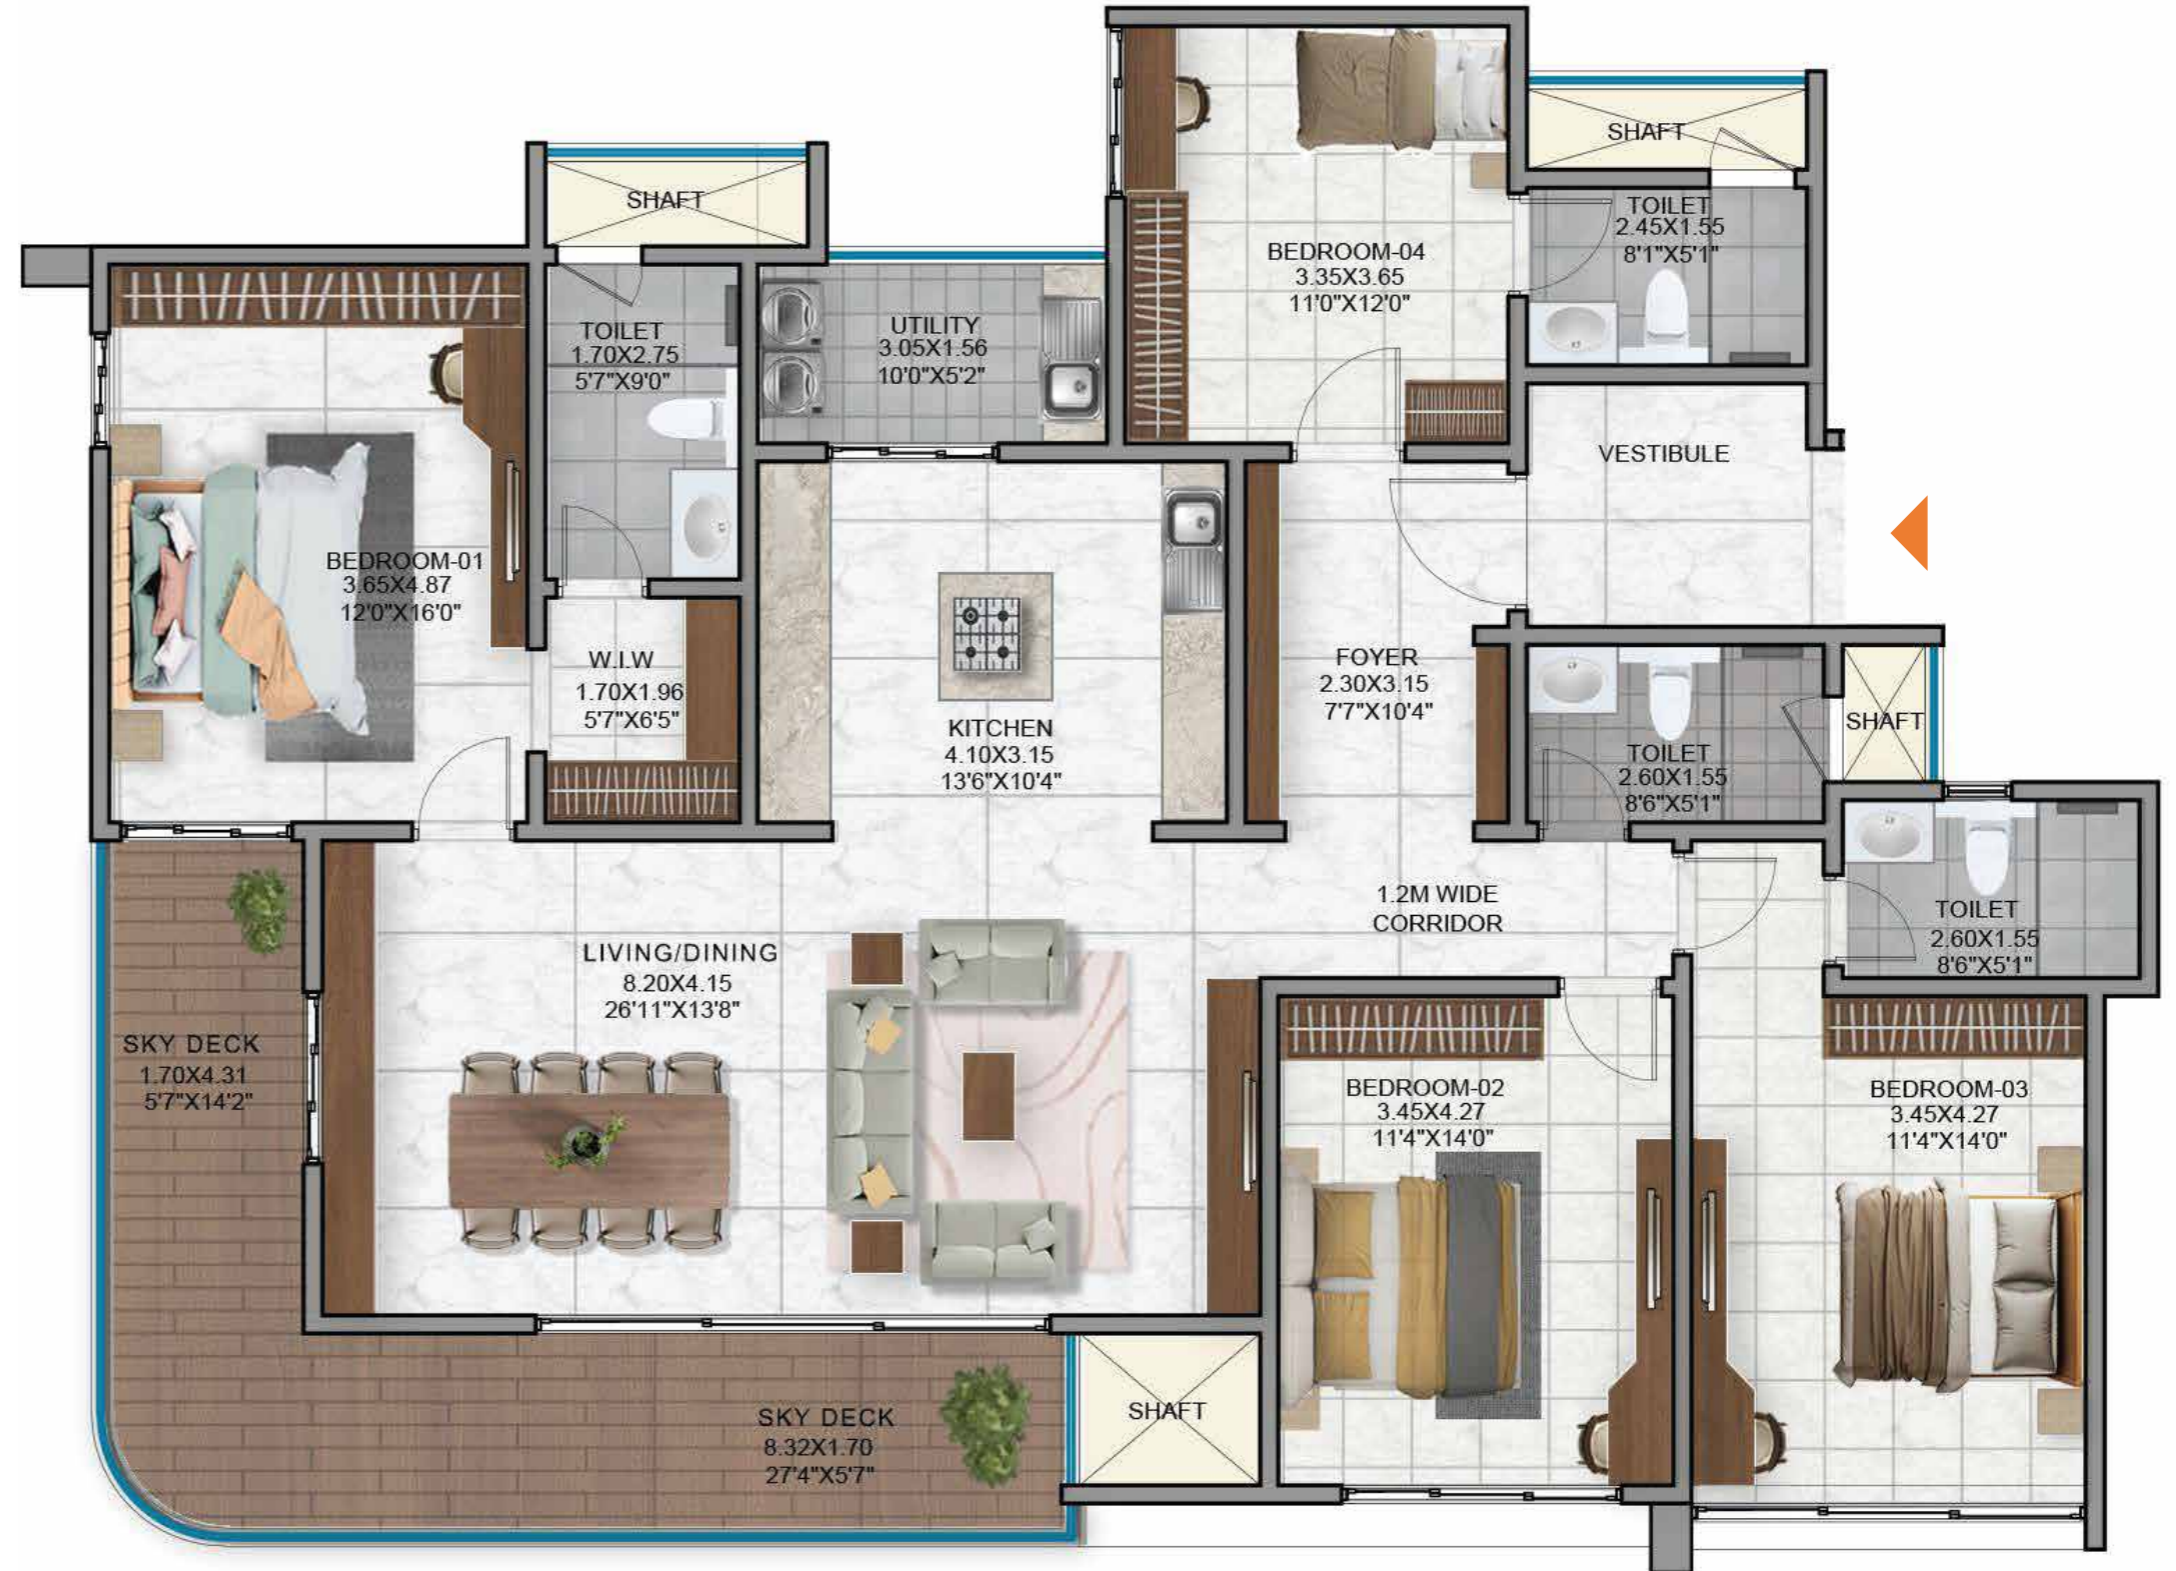 SHAFT
TOILET
2.45X1.55
8'1"X5'1"
SHAFT
BEDROOM-04
3.35X3.65
11'0"X12'0"
TOILET
1.70X2.75
5'7"X9'0"
UTILITY
3.05X1.56
10'0"X5'2"
VESTIBULE
BEDROOM-01
3.65X4.87
12'0"X16'0"
W.I.W
1.70X1.96
5'7"X6'5"
KITCHEN
4.10X3.15
13'6"X10'4"
FOYER
2.30X3.15
7'7"X10'4"
TOILET
2.60X1.55
8'6"X5'1"
SHAFT
1.2M WIDE
CORRIDOR
TOILET
2.60X1.55
8'6"X5'1"
LIVING/DINING
8.20X4.15
26'11"X13'8"
SKY DECK
1.70X4.31
5'7"X14'2"
BEDROOM-02
3.45X4.27
11'4"X14'0"
BEDROOM-03
3.45X4.27
11'4"X14'0"
SKY DECK
8.32X1.70
27'4"X5'7"
SHAFT